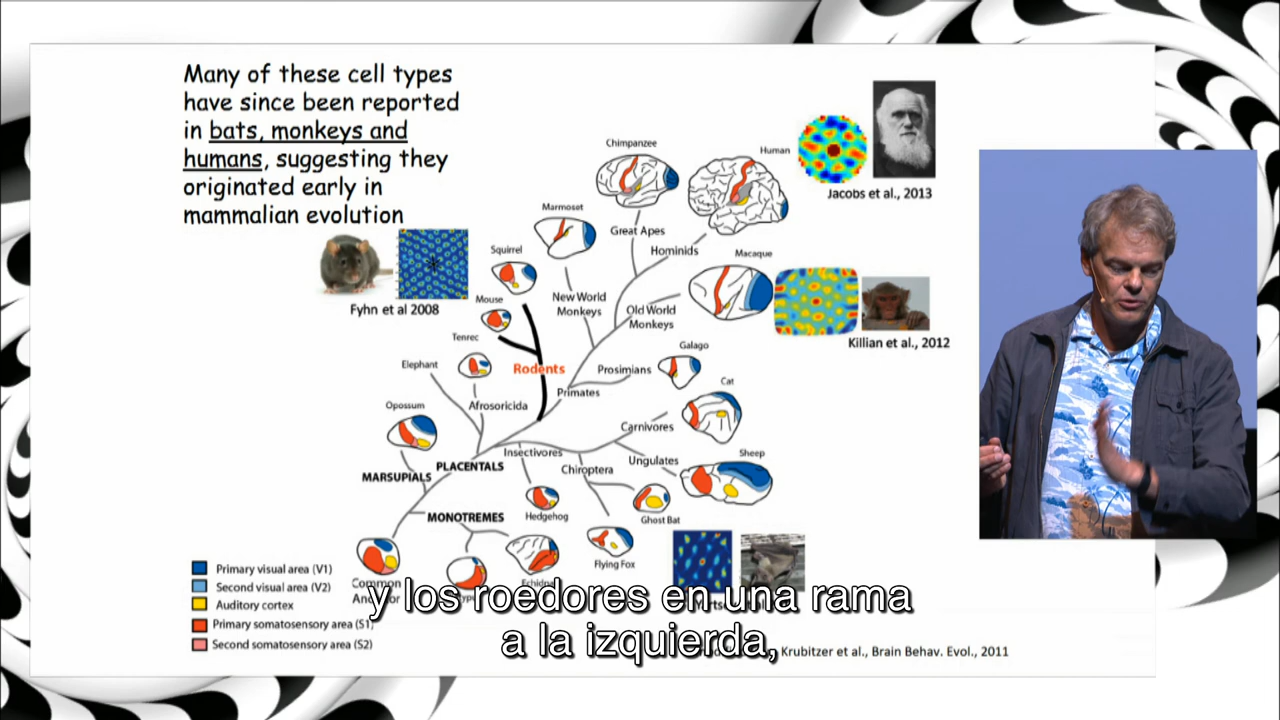 Many of these cell types
have since been reported
in bats, monkeys and
humans, suggesting they
originated early in
mammalian evolution
Fyhn et al 2008
Jacobs et al., 2013
Killian et al., 2012
Chimpanzee
Human
Marmoset
Great Apes
Hominids
Squirrel
Macaque
Mouse
New World
Monkeys
Old World
Monkeys
Tenrec
Galago
Elephant
Rodents
Prosimians
Primates
Cat
Opossum
Afrosoricida
Carnivores
Insectivores
Ungulates
Sheep
PLACENTALS
Chiroptera
MARSUPIALS
Hedgehog
Ghost Bat
MONOTREMES
Flying Fox
Echidna
Common
Primary visual area (V1)
Second visual area (V2)
Auditory cortex
Primary somatosensory area (S1)
Second somatosensory area (S2)
y los roedores en una rama
a la izquierda,
Krubitzer et al., Brain Behav. Evol., 2011